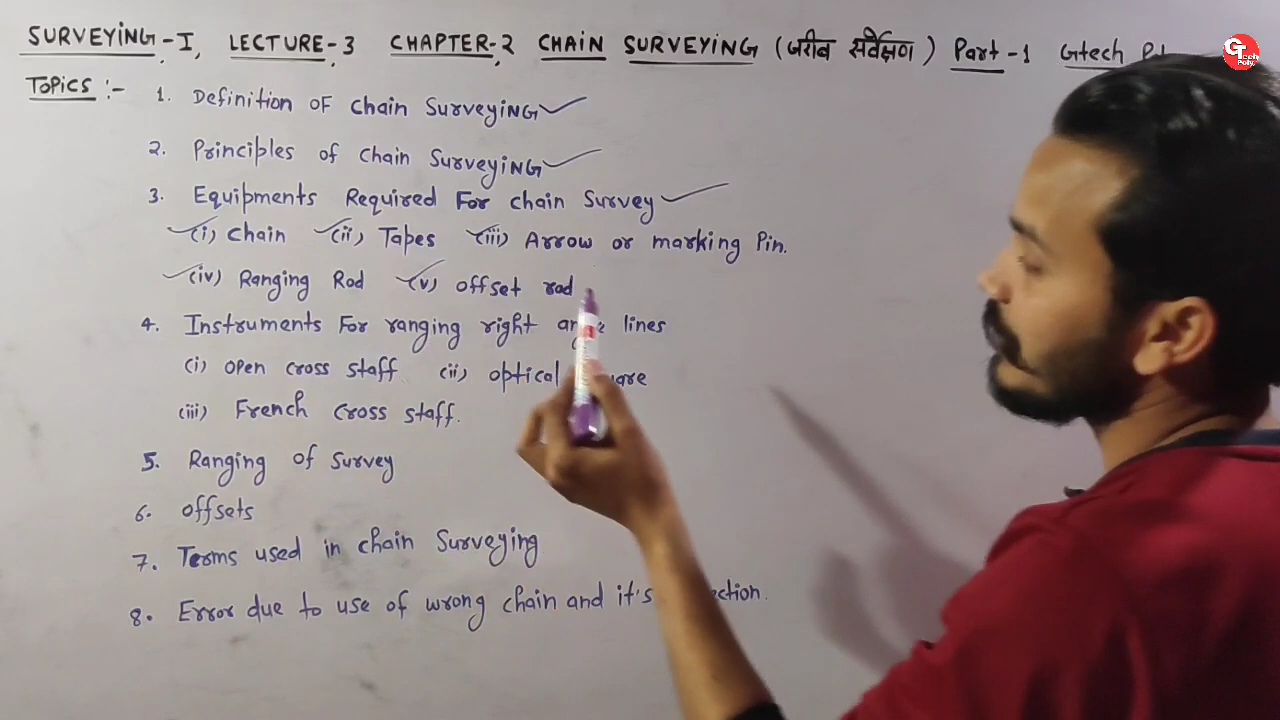 SURVEYING-I, LECTURE-3 CHAPTER-2 CHAIN SURVEYING (जरीब सर्वेक्षण) Part-1 Gtech
GTech Poly
TOPICS :-
1. Definition OF Chain SurveyiNG
2. Principles of Chain SurveyiNG
3. Equipments Required For chain Survey
(i) Chain (ii) Tapes (iii) Arrow or marking Pin.
(iv) Ranging Rod (v) offset rod
4. Instruments For ranging right lines
(i) open cross staff (ii) optical
(iii) French cross staff.
5. Ranging of Survey
6. offsets
7. Terms used in chain Surveying
8. Error due to use of wrong chain and it's